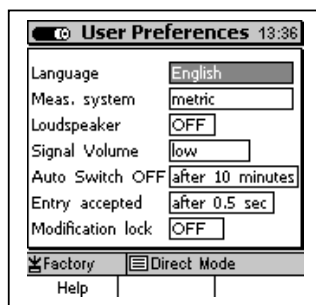 User Preferences 13:36
Language English
Meas. system metric
Loudspeaker OFF
Signal Volume low
Auto Switch OFF after 10 minutes
Entry accepted after 0.5 sec
Modification lock OFF
Factory Direct Mode
Help